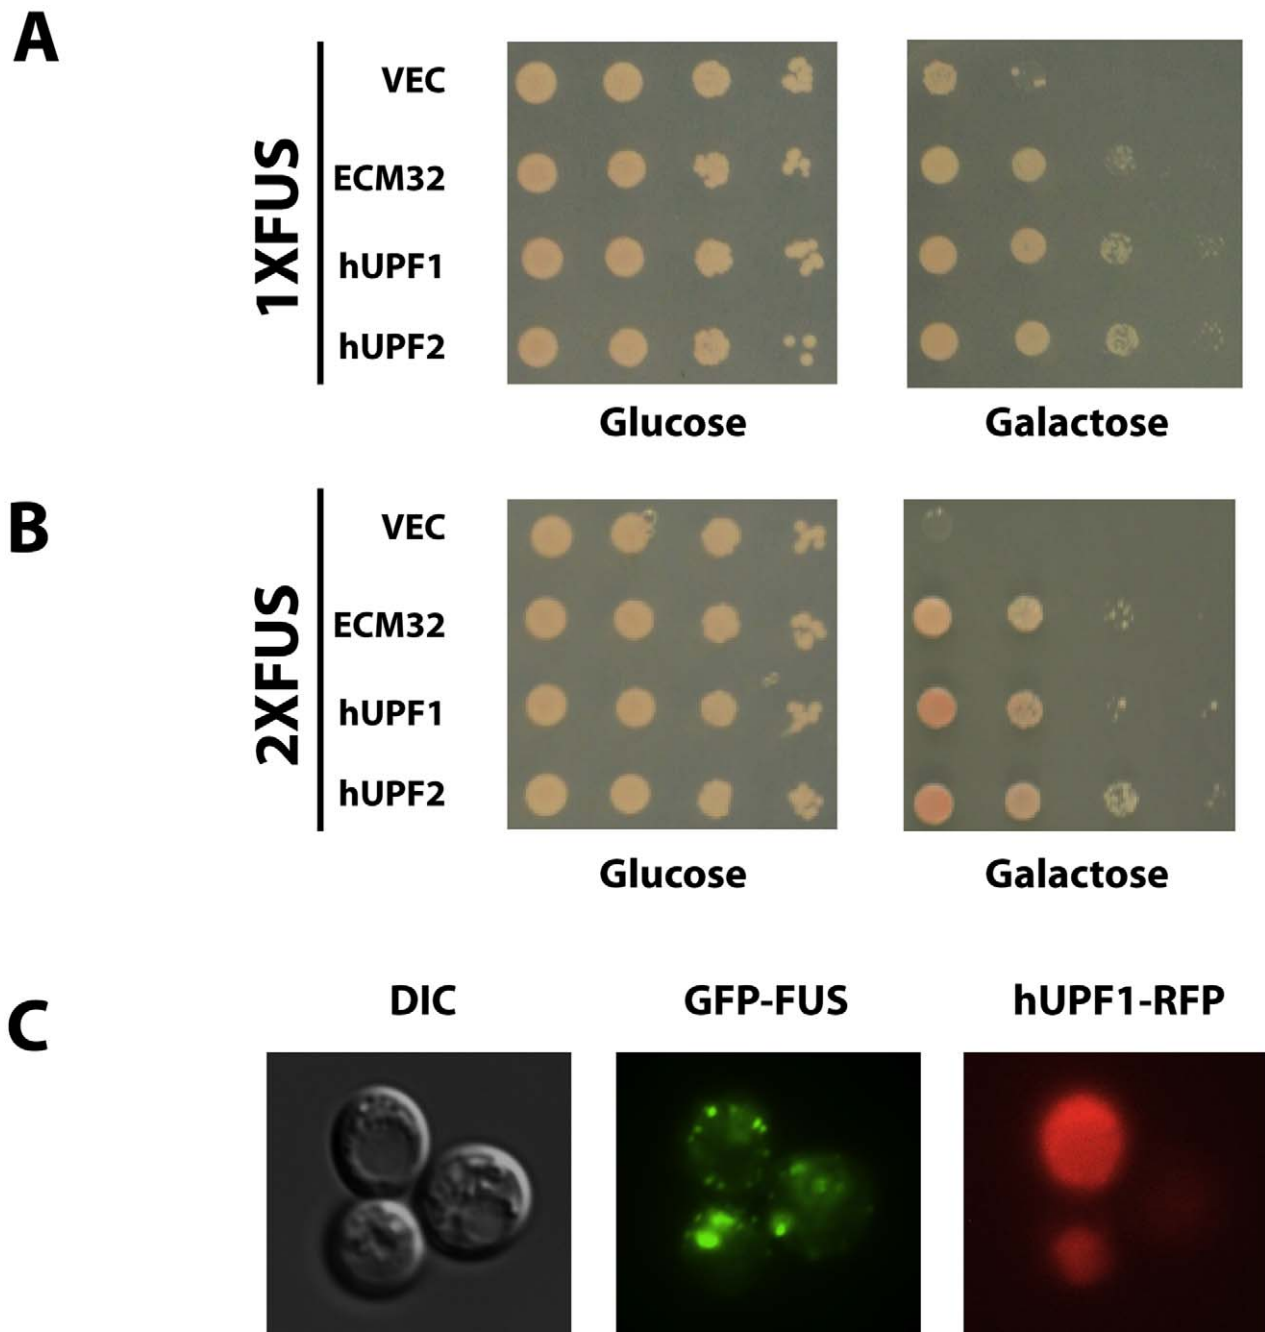 A
1XFUS
VEC
ECM32
hUPF1
hUPF2
Glucose
Galactose
B
2XFUS
VEC
ECM32
hUPF1
hUPF2
Glucose
Galactose
C
DIC
GFP-FUS
hUPF1-RFP